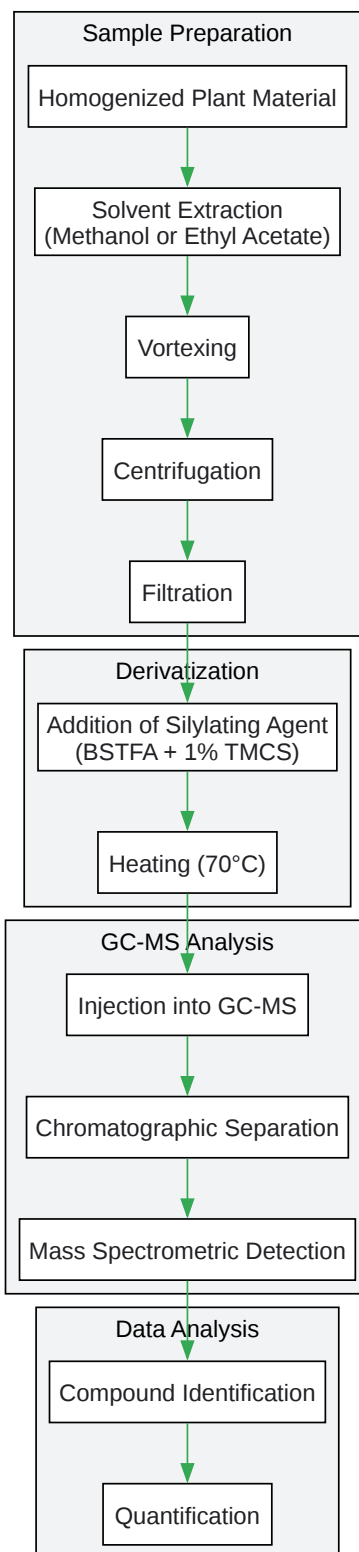 Sample Preparation
Homogenized Plant Material
Solvent Extraction
(Methanol or Ethyl Acetate)
Vortexing
Centrifugation
Filtration
Derivatization
Addition of Silylating Agent
(BSTFA + 1% TMCS)
Heating (70°C)
GC-MS Analysis
Injection into GC-MS
Chromatographic Separation
Mass Spectrometric Detection
Data Analysis
Compound Identification
Quantification